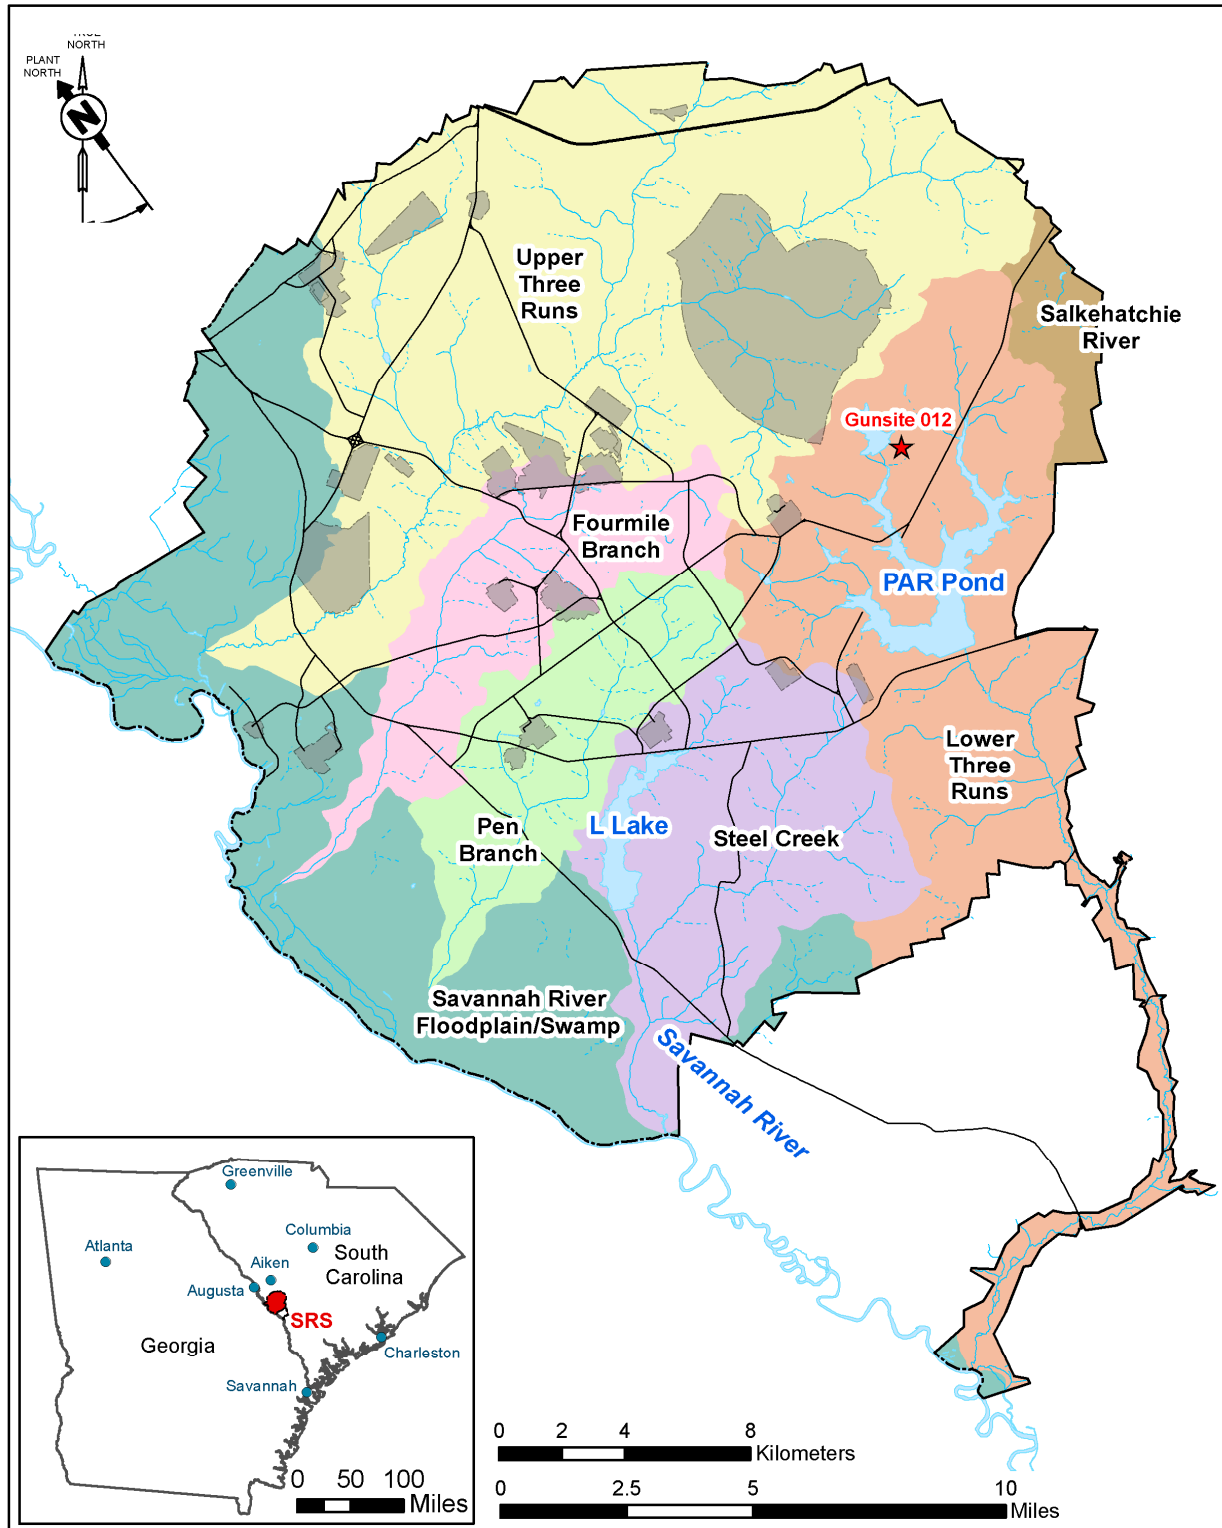 TRUE
NORTH
PLANT
NORTH
N
Upper
Three
Runs
Salkehatchie
River
Gunsite 012
Fourmile
Branch
PAR Pond
Lower
Three
Runs
Pen
Branch
L Lake
Steel Creek
Savannah River
Floodplain/Swamp
Savannah River
Greenville
Columbia
Atlanta
South
Carolina
Aiken
Augusta
SRS
Georgia
Charleston
Savannah
0 50 100
Miles
0 2 4 8
Kilometers
0 2.5 5 10
Miles